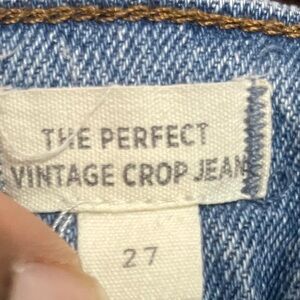 THE PERFECT
VINTAGE CROP JEAN
27